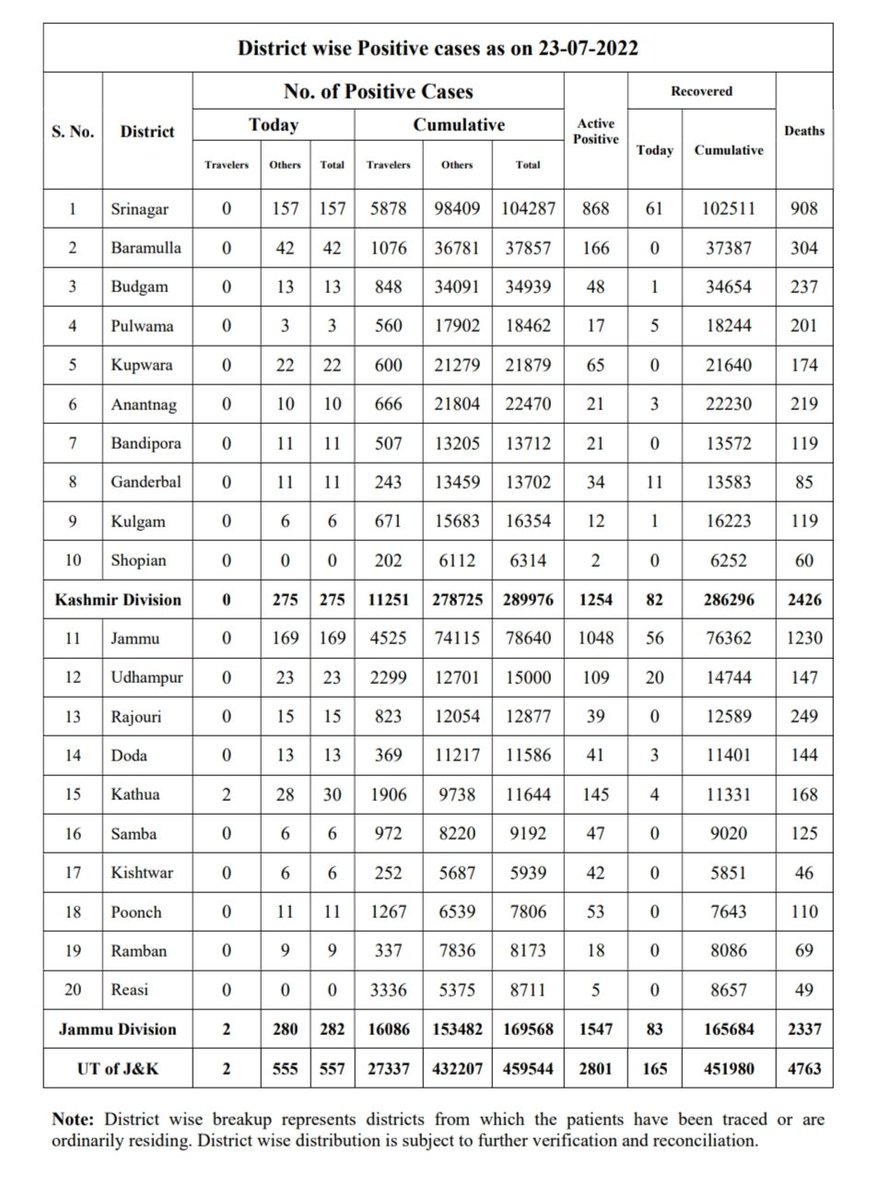 District wise Positive cases as on 23-07-2022
S. No. District No. of Positive Cases Active Positive Recovered Deaths
Today Cumulative Today Cumulative
Travelers Others Total Travelers Others Total
1 Srinagar 0 157 157 5878 98409 104287 868 61 102511 908
2 Baramulla 0 42 42 1076 36781 37857 166 0 37387 304
3 Budgam 0 13 13 848 34091 34939 48 1 34654 237
4 Pulwama 0 3 3 560 17902 18462 17 5 18244 201
5 Kupwara 0 22 22 600 21279 21879 65 0 21640 174
6 Anantnag 0 10 10 666 21804 22470 21 3 22230 219
7 Bandipora 0 11 11 507 13205 13712 21 0 13572 119
8 Ganderbal 0 11 11 243 13459 13702 34 11 13583 85
9 Kulgam 0 6 6 671 15683 16354 12 1 16223 119
10 Shopian 0 0 0 202 6112 6314 2 0 6252 60
Kashmir Division 0 275 275 11251 278725 289976 1254 82 286296 2426
11 Jammu 0 169 169 4525 74115 78640 1048 56 76362 1230
12 Udhampur 0 23 23 2299 12701 15000 109 20 14744 147
13 Rajouri 0 15 15 823 12054 12877 39 0 12589 249
14 Doda 0 13 13 369 11217 11586 41 3 11401 144
15 Kathua 2 28 30 1906 9738 11644 145 4 11331 168
16 Samba 0 6 6 972 8220 9192 47 0 9020 125
17 Kishtwar 0 6 6 252 5687 5939 42 0 5851 46
18 Poonch 0 11 11 1267 6539 7806 53 0 7643 110
19 Ramban 0 9 9 337 7836 8173 18 0 8086 69
20 Reasi 0 0 0 3336 5375 8711 5 0 8657 49
Jammu Division 2 280 282 16086 153482 169568 1547 83 165684 2337
UT of J&K 2 555 557 27337 432207 459544 2801 165 451980 4763
Note: District wise breakup represents districts from which the patients have been traced or are
ordinarily residing. District wise distribution is subject to further verification and reconciliation.